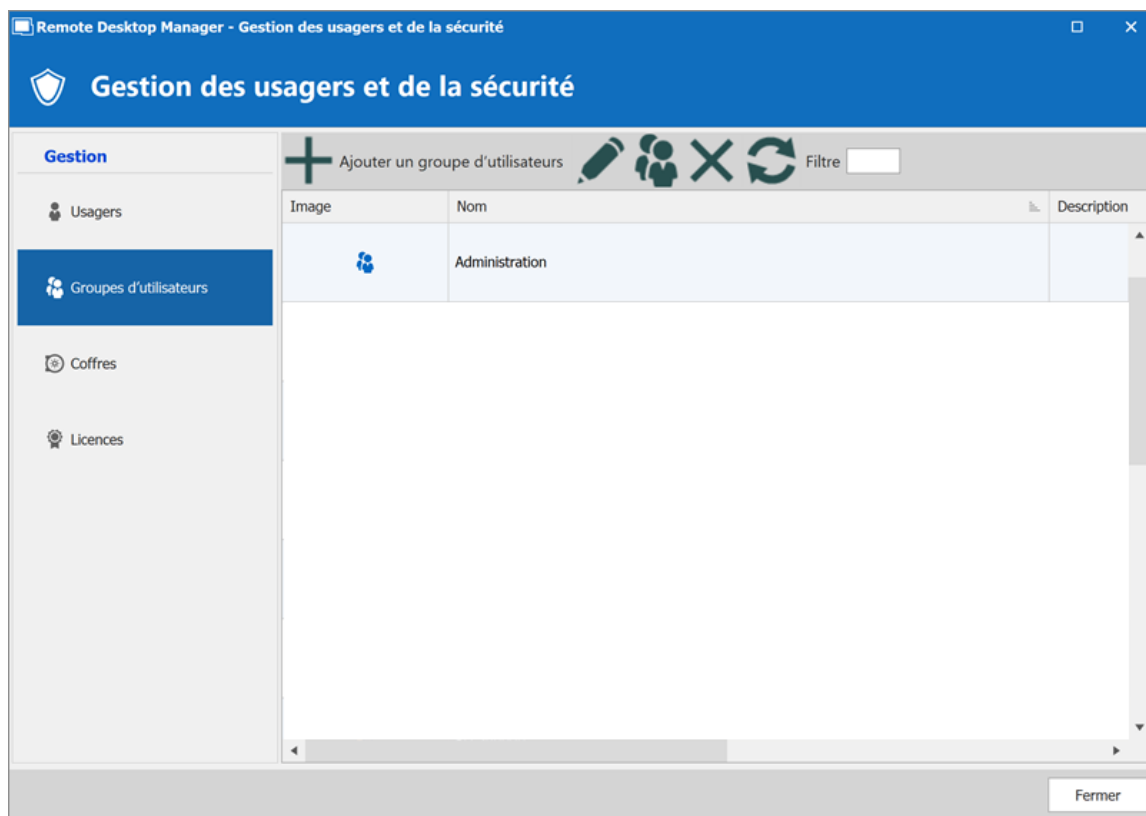 Remote Desktop Manager - Gestion des usagers et de la sécurité
Gestion des usagers et de la sécurité
Gestion
Usagers
Groupes d'utilisateurs
Coffres
Licences
Ajouter un groupe d'utilisateurs
Filtre
Image Nom Description
Administration
Fermer